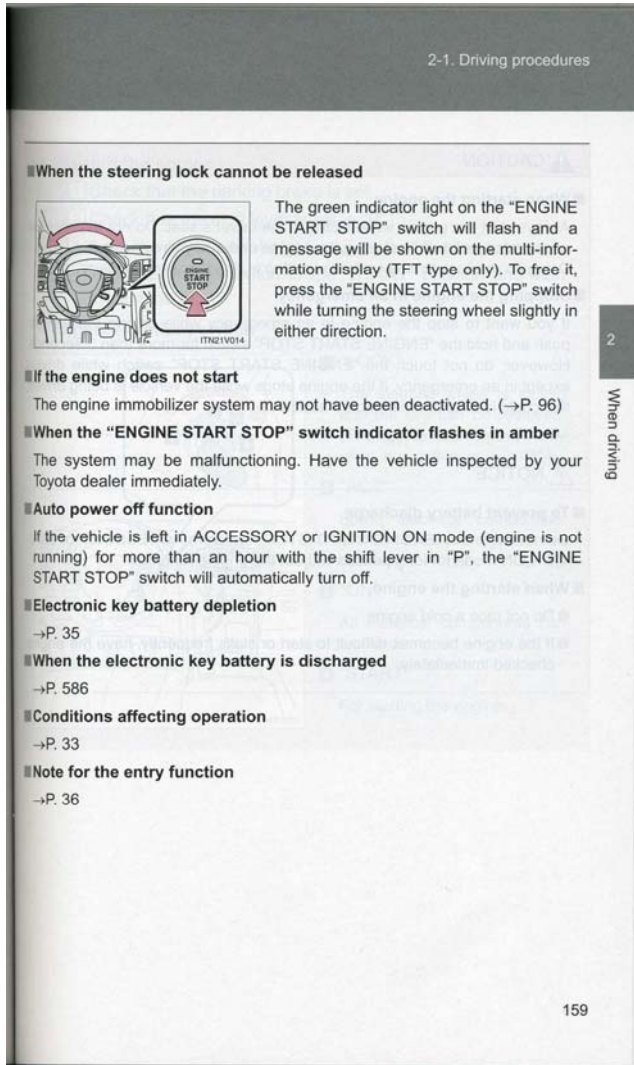 2-1. Driving procedures
■When the steering lock cannot be released
ENGINE
START
STOP
ITN21V014
The green indicator light on the “ENGINE
START STOP” switch will flash and a
message will be shown on the multi-infor-
mation display (TFT type only). To free it,
press the “ENGINE START STOP” switch
while turning the steering wheel slightly in
either direction.
■If the engine does not start
The engine immobilizer system may not have been deactivated. (→P. 96)
■When the “ENGINE START STOP” switch indicator flashes in amber
The system may be malfunctioning. Have the vehicle inspected by your
Toyota dealer immediately.
■Auto power off function
If the vehicle is left in ACCESSORY or IGNITION ON mode (engine is not
running) for more than an hour with the shift lever in “P”, the “ENGINE
START STOP” switch will automatically turn off.
■Electronic key battery depletion
→P. 35
■When the electronic key battery is discharged
→P. 586
■Conditions affecting operation
→P. 33
■Note for the entry function
→P. 36
2
When driving
159